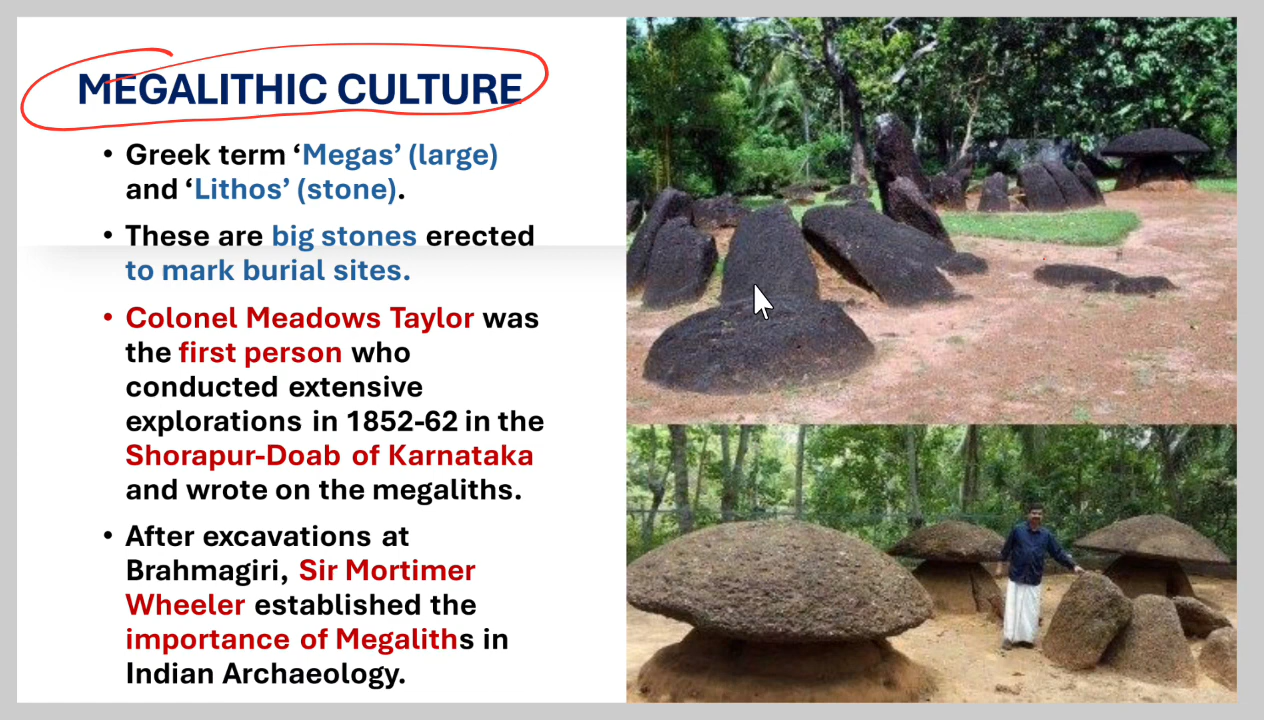 MEGALITHIC CULTURE
• Greek term ‘Megas’ (large)
and ‘Lithos’ (stone).
• These are big stones erected
to mark burial sites.
• Colonel Meadows Taylor was
the first person who
conducted extensive
explorations in 1852-62 in the
Shorapur-Doab of Karnataka
and wrote on the megaliths.
• After excavations at
Brahmagiri, Sir Mortimer
Wheeler established the
importance of Megaliths in
Indian Archaeology.